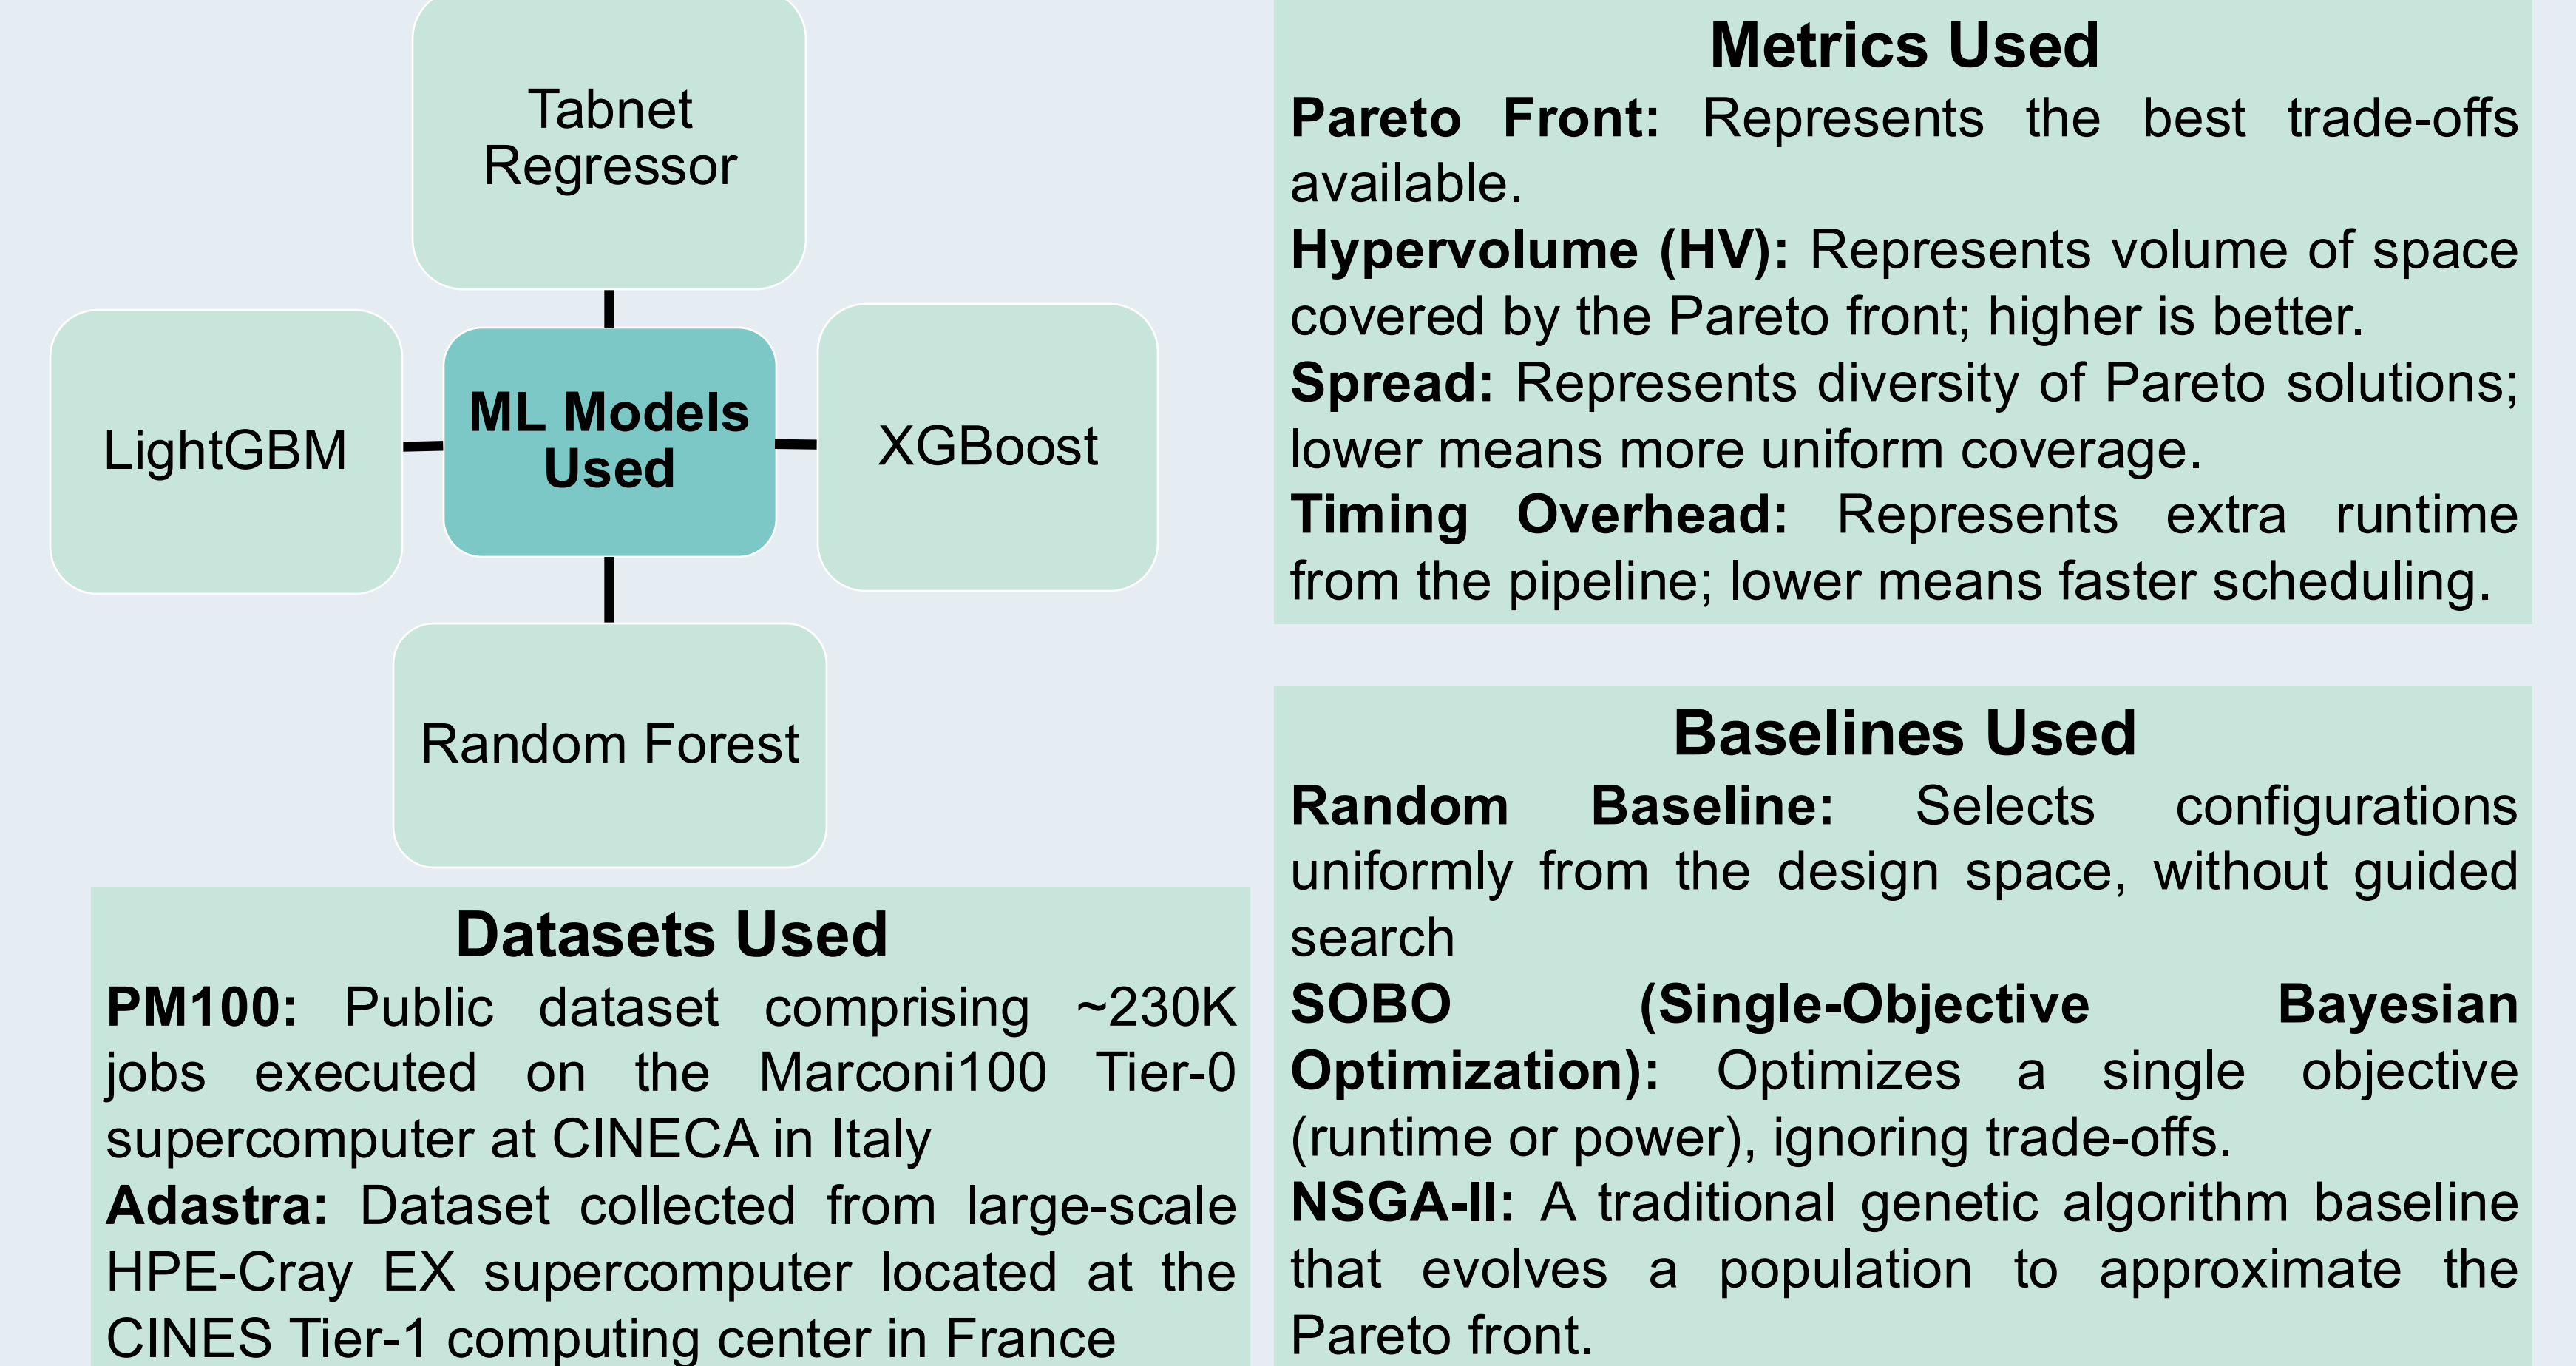 Tabnet
Regressor
LightGBM
ML Models
Used
XGBoost
Random Forest
Datasets Used
PM100: Public dataset comprising ~230K
jobs executed on the Marconi100 Tier-0
supercomputer at CINECA in Italy
Adastra: Dataset collected from large-scale
HPE-Cray EX supercomputer located at the
CINES Tier-1 computing center in France
Metrics Used
Pareto Front: Represents the best trade-offs
available.
Hypervolume (HV): Represents volume of space
covered by the Pareto front; higher is better.
Spread: Represents diversity of Pareto solutions;
lower means more uniform coverage.
Timing Overhead: Represents extra runtime
from the pipeline; lower means faster scheduling.
Baselines Used
Random Baseline: Selects configurations
uniformly from the design space, without guided
search
SOBO (Single-Objective Bayesian
Optimization): Optimizes a single objective
(runtime or power), ignoring trade-offs.
NSGA-II: A traditional genetic algorithm baseline
that evolves a population to approximate the
Pareto front.